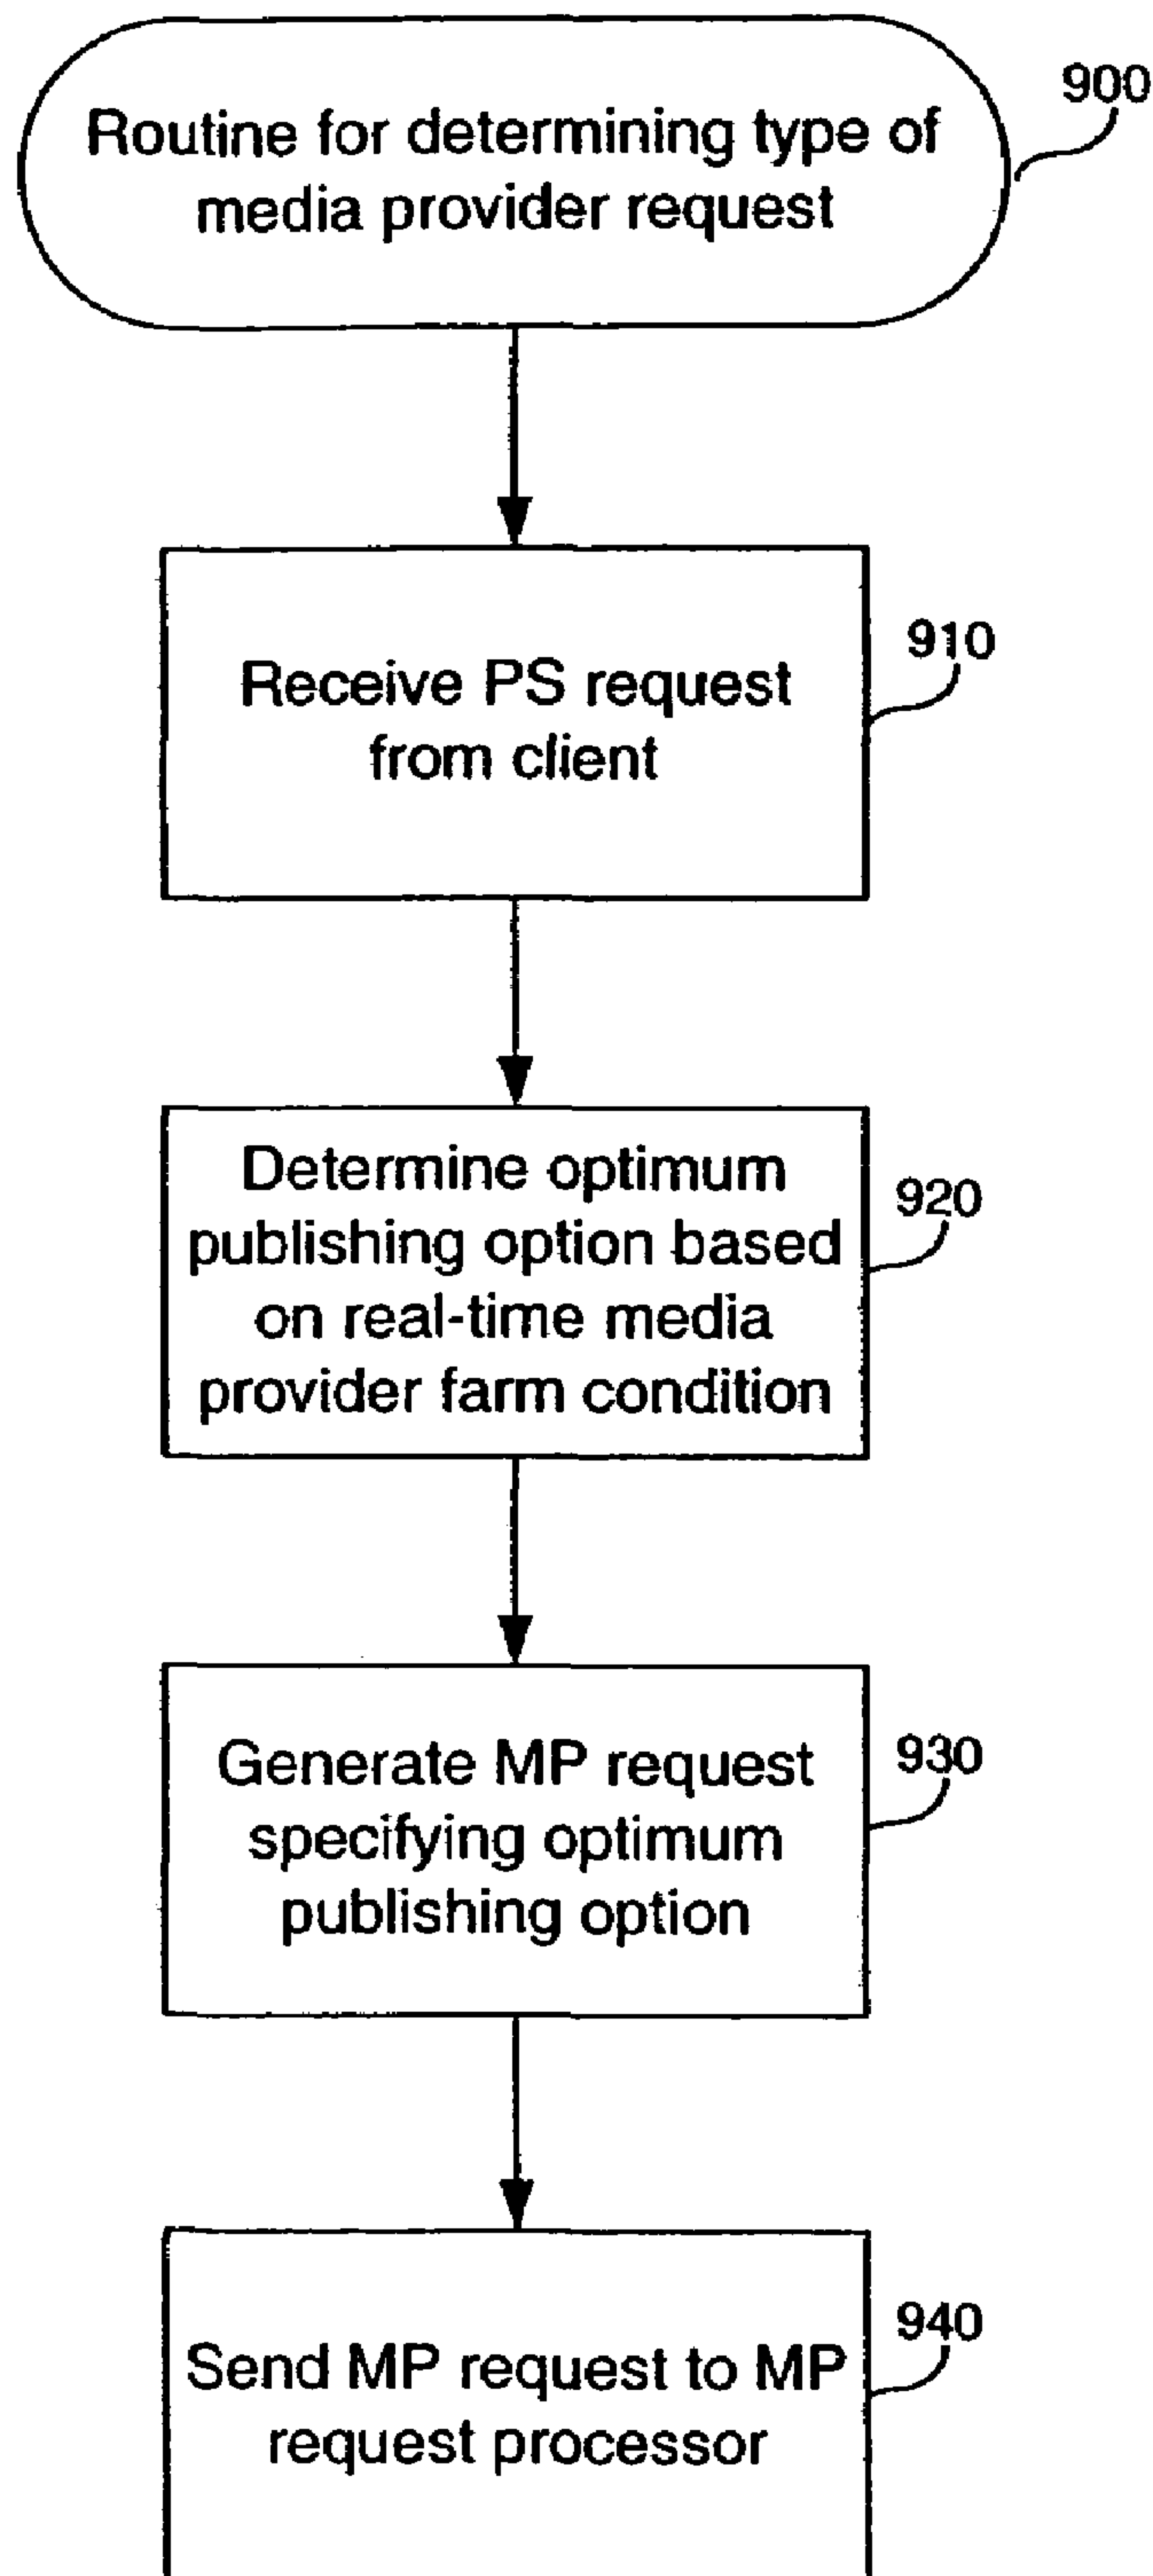 Routine for determining type of
media provider request
900
Receive PS request
from client
910
Determine optimum
publishing option based
on real-time media
provider farm condition
920
Generate MP request
specifying optimum
publishing option
930
Send MP request to MP
request processor
940